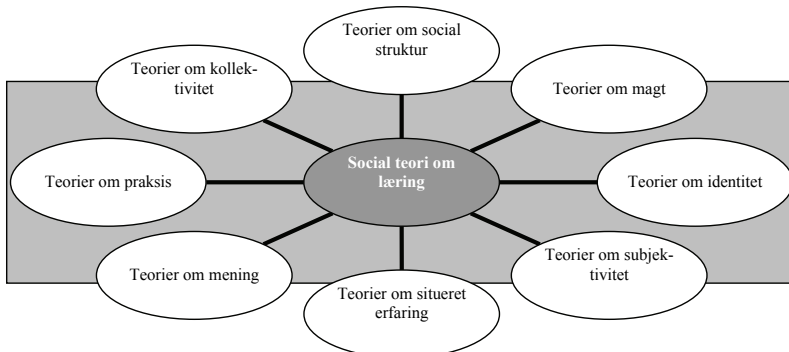 Teorier om social
struktur
Teorier om kollek-
tivitet
Teorier om magt
Teorier om praksis
Social teori om
læring
Teorier om identitet
Teorier om mening
Teorier om situeret
erfaring
Teorier om subjek-
tivitet